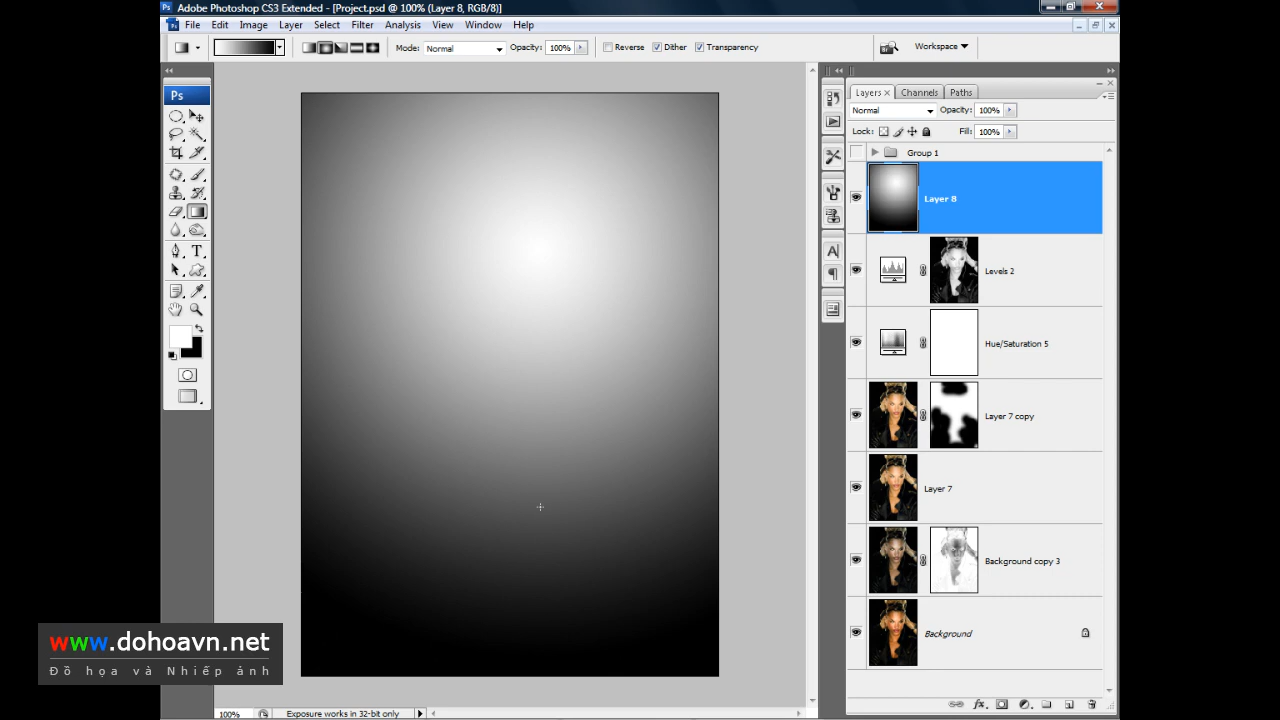 Adobe Photoshop CS3 Extended - [Project.psd @ 100% (Layer 8, RGB/8)]
File Edit Image Layer Select Filter Analysis View Window Help
Mode: Normal Opacity: 100% Reverse Dither Transparency Workspace
Ps
Layers Channels Paths
Normal Opacity: 100%
Lock: Fill: 100%
Group 1
Layer 8
Levels 2
Hue/Saturation 5
Layer 7 copy
Layer 7
Background copy 3
Background
www.dohoavn.net
Đồ họa và Nhiếp ảnh
100% Exposure works in 32-bit only